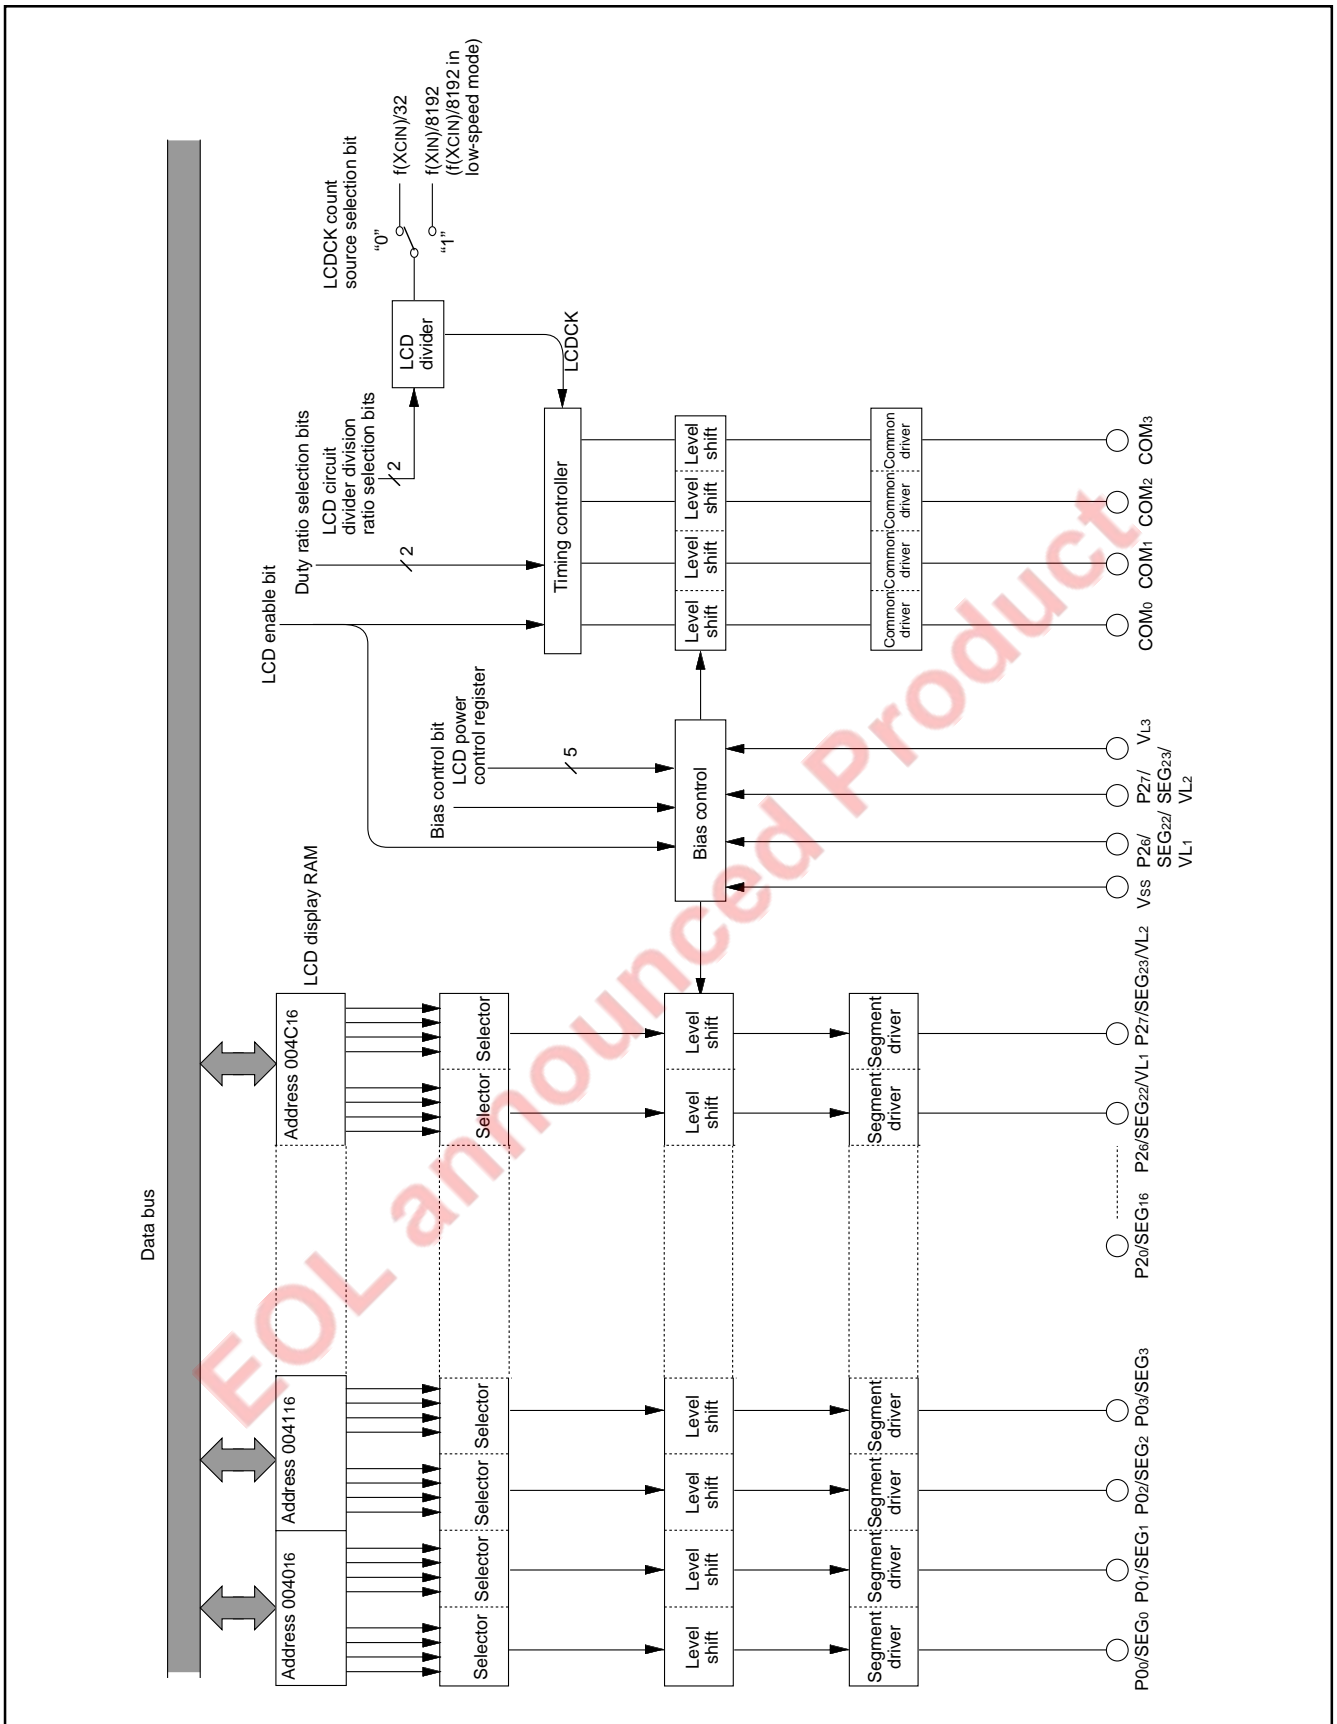 Data bus
LCD enable bit
Duty ratio selection bits
LCD circuit
divider division
ratio selection bits
LCDCK count
source selection bit
"0"
"1"
f(XCIN)/32
f(XIN)/8192
(f(XCIN)/8192 in
low-speed mode)
2
2
LCD
divider
LCDCK
Timing controller
Bias control bit
LCD power
control register
5
Bias control
LCD display RAM
Address 004016
Address 004116
Address 004C16
Selector
Selector
Selector
Selector
Selector
Selector
Level
shift
Level
shift
Level
shift
Level
shift
Level
shift
Level
shift
Level
shift
Level
shift
Level
shift
Level
shift
Segment
driver
Segment
driver
Segment
driver
Segment
driver
Segment
driver
Segment
driver
Common
driver
Common
driver
Common
driver
Common
driver
P00/SEG0
P01/SEG1
P02/SEG2
P03/SEG3
P20/SEG16
P26/SEG22/VL1
P27/SEG23/VL2
VSS
P26/
SEG22/
VL1
P27/
SEG23/
VL2
VL3
COM0
COM1
COM2
COM3
EOL announced Product